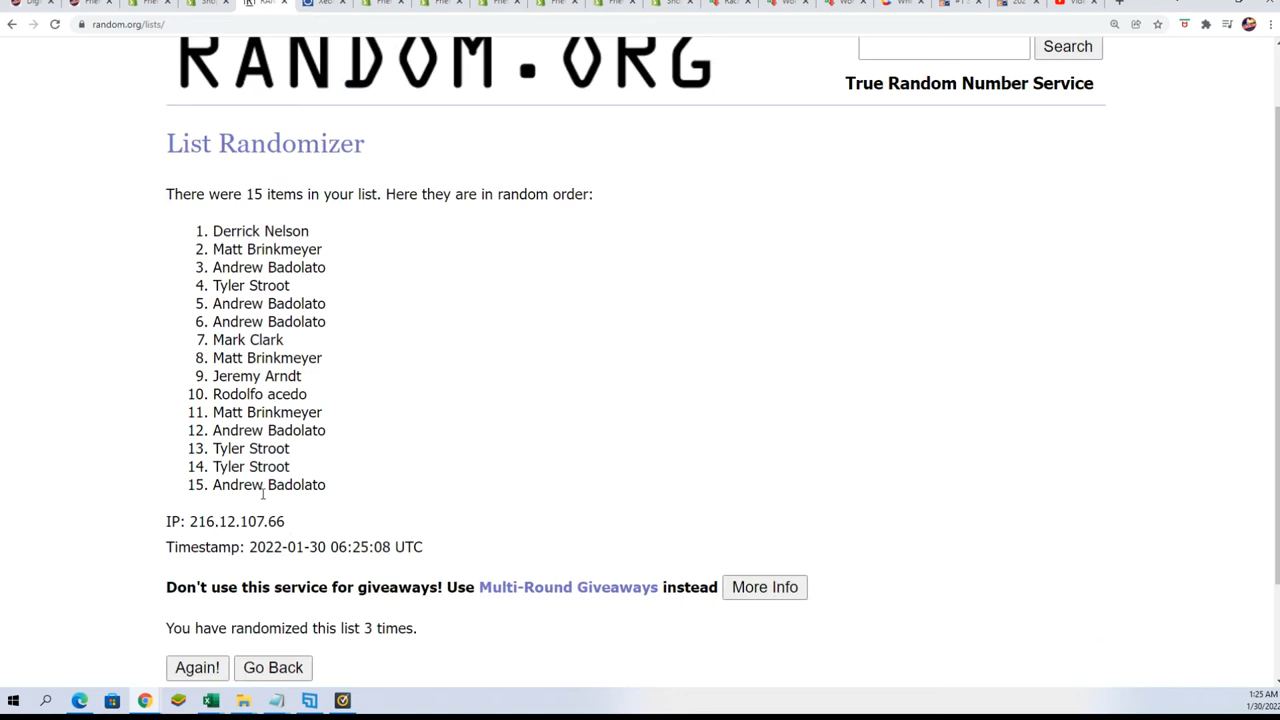 random.org/lists/
RANDOM.ORG
Search
True Random Number Service
List Randomizer
There were 15 items in your list. Here they are in random order:
1. Derrick Nelson
2. Matt Brinkmeyer
3. Andrew Badolato
4. Tyler Stroot
5. Andrew Badolato
6. Andrew Badolato
7. Mark Clark
8. Matt Brinkmeyer
9. Jeremy Arndt
10. Rodolfo acedo
11. Matt Brinkmeyer
12. Andrew Badolato
13. Tyler Stroot
14. Tyler Stroot
15. Andrew Badolato
IP: 216.12.107.66
Timestamp: 2022-01-30 06:25:08 UTC
Don't use this service for giveaways! Use Multi-Round Giveaways instead More Info
You have randomized this list 3 times.
Again! Go Back
1:25 AM